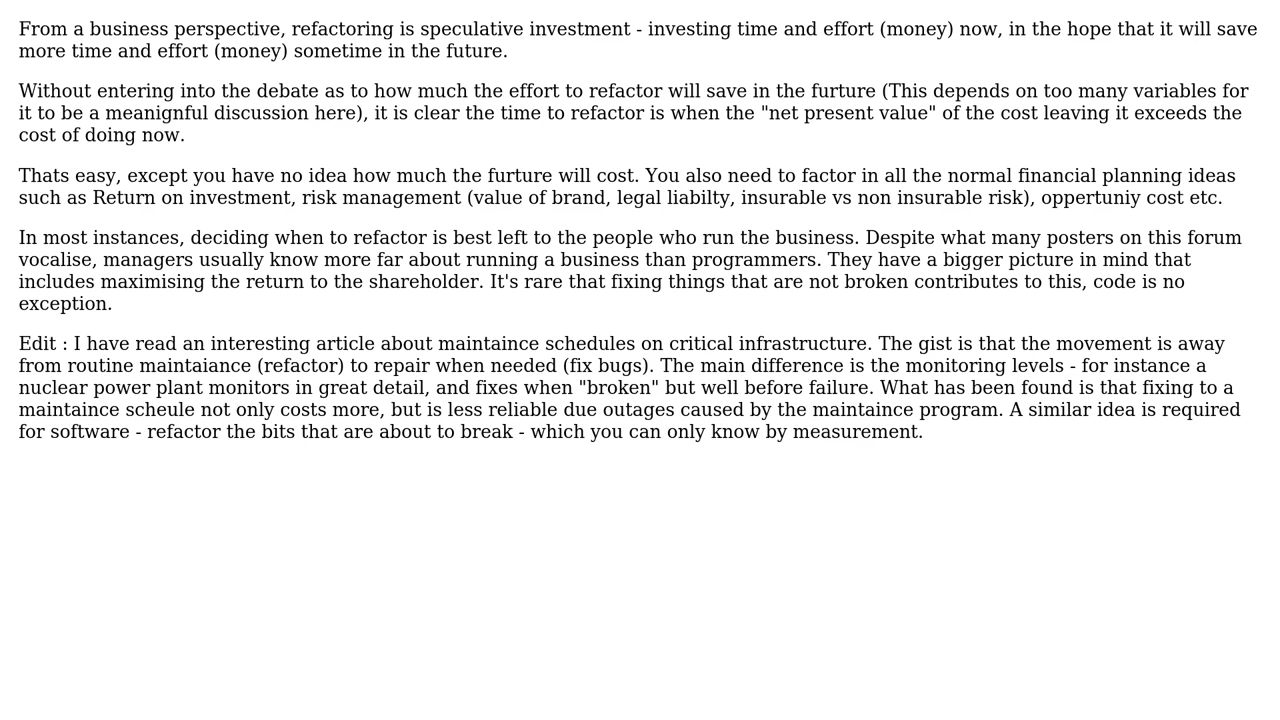 From a business perspective, refactoring is speculative investment - investing time and effort (money) now, in the hope that it will save
more time and effort (money) sometime in the future.
Without entering into the debate as to how much the effort to refactor will save in the furture (This depends on too many variables for
it to be a meanignful discussion here), it is clear the time to refactor is when the "net present value" of the cost leaving it exceeds the
cost of doing now.
Thats easy, except you have no idea how much the furture will cost. You also need to factor in all the normal financial planning ideas
such as Return on investment, risk management (value of brand, legal liabilty, insurable vs non insurable risk), oppertuniy cost etc.
In most instances, deciding when to refactor is best left to the people who run the business. Despite what many posters on this forum
vocalise, managers usually know more far about running a business than programmers. They have a bigger picture in mind that
includes maximising the return to the shareholder. It's rare that fixing things that are not broken contributes to this, code is no
exception.
Edit : I have read an interesting article about maintaince schedules on critical infrastructure. The gist is that the movement is away
from routine maintaiance (refactor) to repair when needed (fix bugs). The main difference is the monitoring levels - for instance a
nuclear power plant monitors in great detail, and fixes when "broken" but well before failure. What has been found is that fixing to a
maintaince scheule not only costs more, but is less reliable due outages caused by the maintaince program. A similar idea is required
for software - refactor the bits that are about to break - which you can only know by measurement.